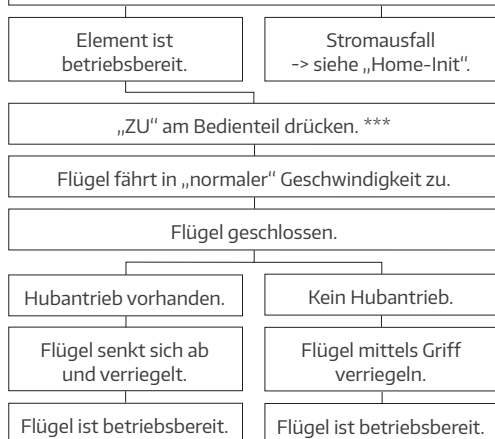 Element ist
betriebsbereit.
Stromausfall
-> siehe „Home-Init“.
„ZU“ am Bedienteil drücken. ***
Flügel fährt in „normaler“ Geschwindigkeit zu.
Flügel geschlossen.
Hubantrieb vorhanden.
Kein Hubantrieb.
Flügel senkt sich ab
und verriegelt.
Flügel mittels Griff
verriegeln.
Flügel ist betriebsbereit.
Flügel ist betriebsbereit.